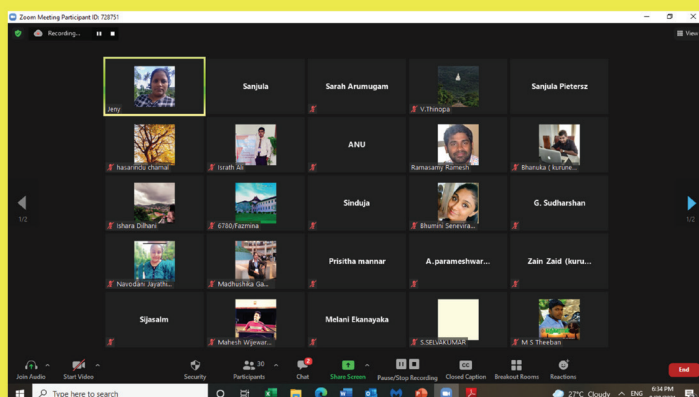 Zoom Meeting Participant ID: 728751
Recording...
View
Jeny
Sanjula
Sarah Arumugam
V.Thinopa
Sanjula Pietersz
hasanndu chamal
Israth Ali
ANU
Ramasamy Ramesh
Bhanuka ( kurune...
Ishara Dilhani
6780/Fazmina
Sinduja
Bhumini Senevira...
G. Sudharshan
Navodani Jayathi...
Madhushika Ga...
Prisitha mannar
A.parameshwar...
Zain Zaid (kuru...
Sijasalm
Mahesh Wijewar...
Melani Ekanayaka
S.SELVAKUMAR
M S Theeban
1/2
1/2
30
2
CC
Join Audio
Start Video
Security
Participants
Chat
Share Screen
Pause/Stop Recording
Closed Caption
Breakout Rooms
Reactions
End
Type here to search
27°C Cloudy
ENG
6:34 PM